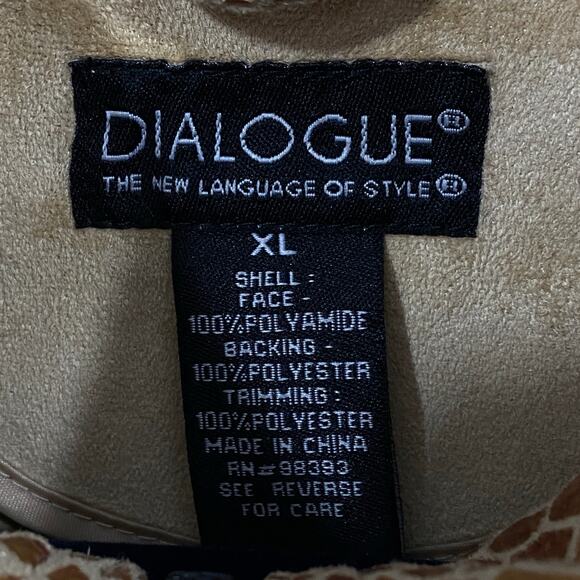 DIALOGUE®
THE NEW LANGUAGE OF STYLE®
XL
SHELL:
FACE-
100%POLYAMIDE
BACKING-
100%POLYESTER
TRIMMING:
100%POLYESTER
MADE IN CHINA
RN#98393
SEE REVERSE
FOR CARE